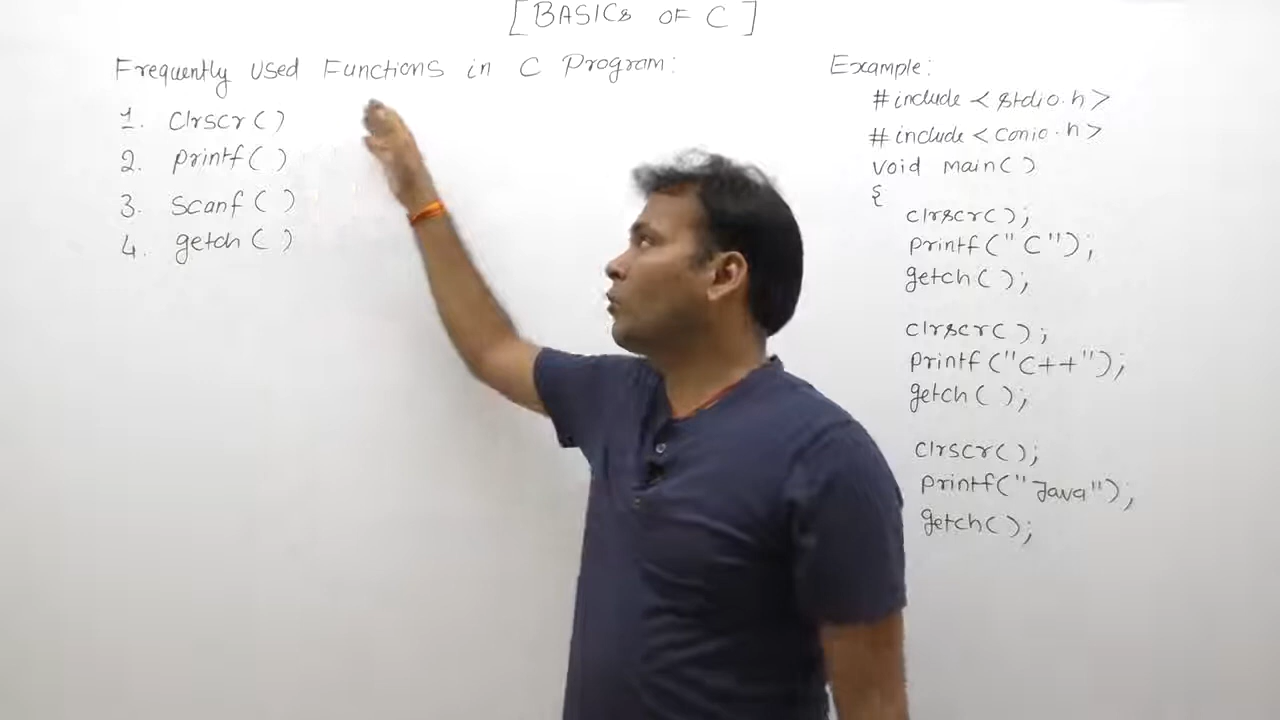 [ BASICs oF C ]
Frequently used Functions in C Program:
1. Clrscr ( )
2. printf ( )
3. scanf ( )
4. getch ( )
Example:
#include < stdio.h >
#include < conio.h >
void main( )
{
clrscr( );
printf(" C ");
getch( );
clrscr( );
printf ("C++");
getch( );
clrscr( );
printf("Java");
getch( );